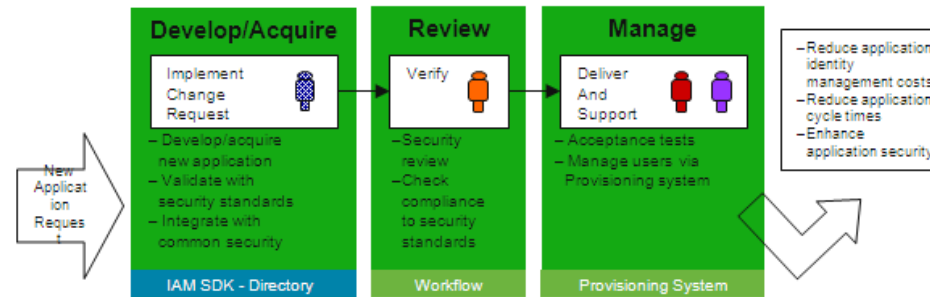 Develop/Acquire
Implement
Change
Request
– Develop/acquire
new application
– Validate with
security standards
– Integrate with
common security
IAM SDK - Directory
Review
Verify
–Security
review
–Check
compliance
to security
standards
Workflow
Manage
Deliver
And
Support
– Acceptance tests
– Manage users via
Provisioning system
Provisioning System
New
Applicat
ion
Reques
t
–Reduce application
identity
management costs
–Reduce application
cycle times
–Enhance
application security